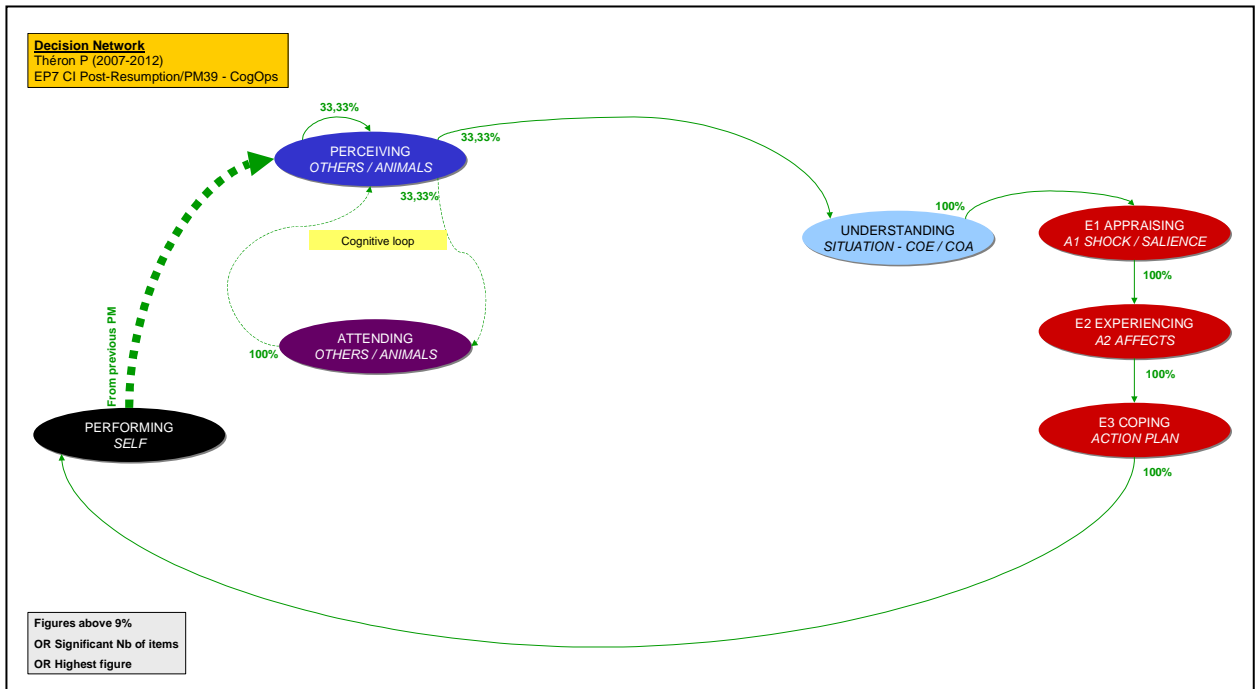 Decision Network
Théron P (2007-2012)
EP7 CI Post-Resumption/PM39 - CogOps
33,33%
PERCEIVING
OTHERS / ANIMALS
33,33%
33,33%
Cognitive loop
UNDERSTANDING
SITUATION - COE / COA
100%
E1 APPRAISING
A1 SHOCK / SALIENCE
100%
E2 EXPERIENCING
A2 AFFECTS
100%
E3 COPING
ACTION PLAN
100%
ATTENDING
OTHERS / ANIMALS
100%
From previous PM
PERFORMING
SELF
Figures above 9%
OR Significant Nb of items
OR Highest figure